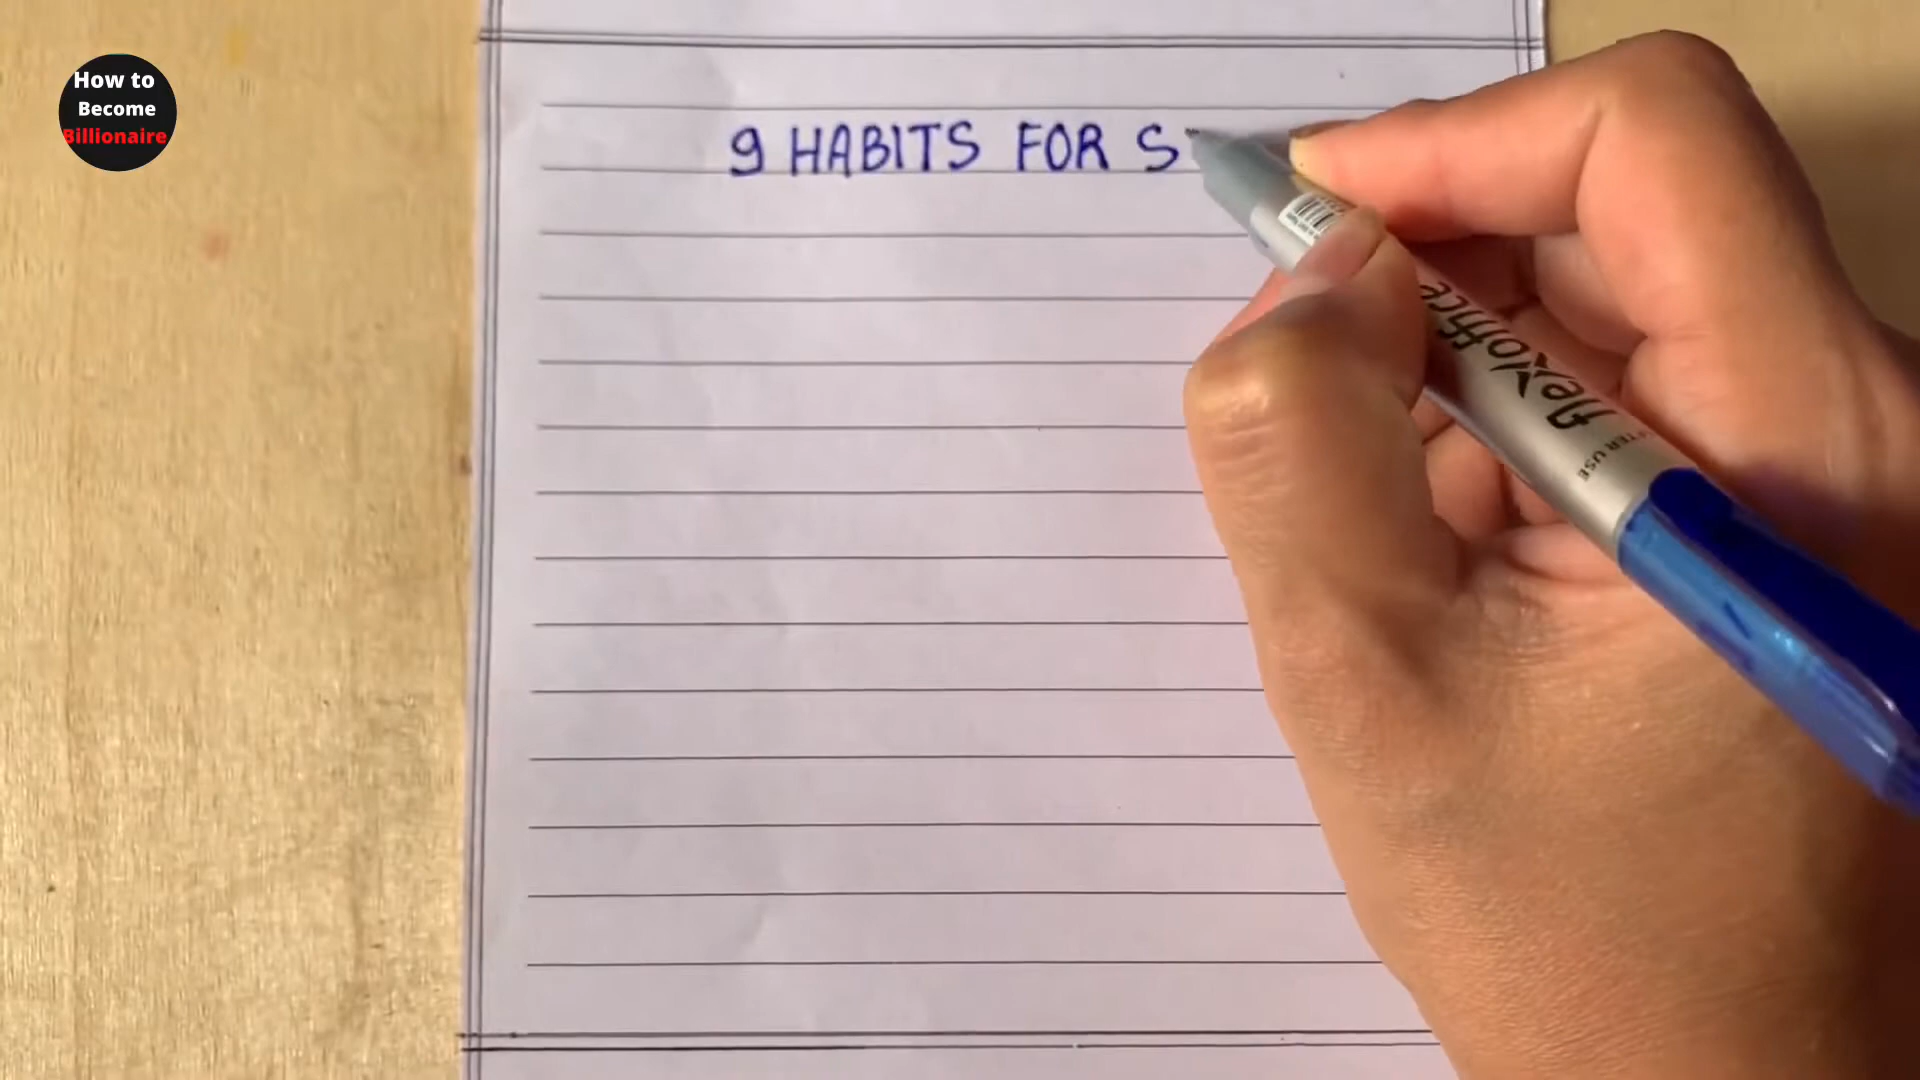 How to
Become
Billionaire
9 HABITS FOR S
flexoffice